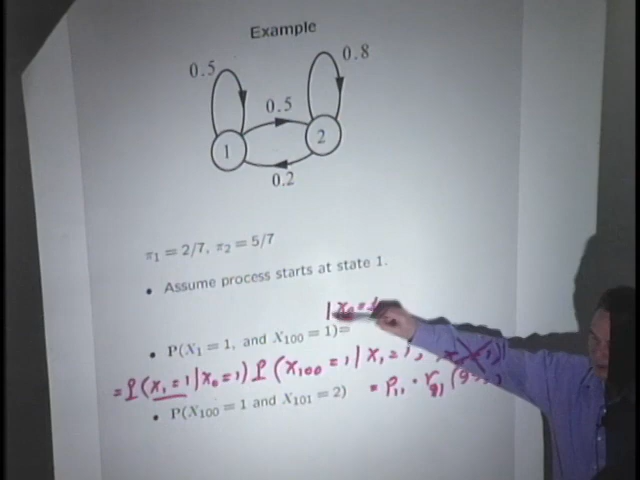 Example
0.5
0.8
0.5
1
2
0.2
π₁ = 2/7, π₂ = 5/7
• Assume process starts at state 1.
| X₀ =
• P(X₁ = 1, and X₁₀₀ = 1)=
= P(X₁ = 1 | X₀ = 1) P(X₁₀₀ = 1 | X₁ = 1,
• P(X₁₀₀ = 1 and X₁₀₁ = 2)
= P₁₁ · r₁₁ (99